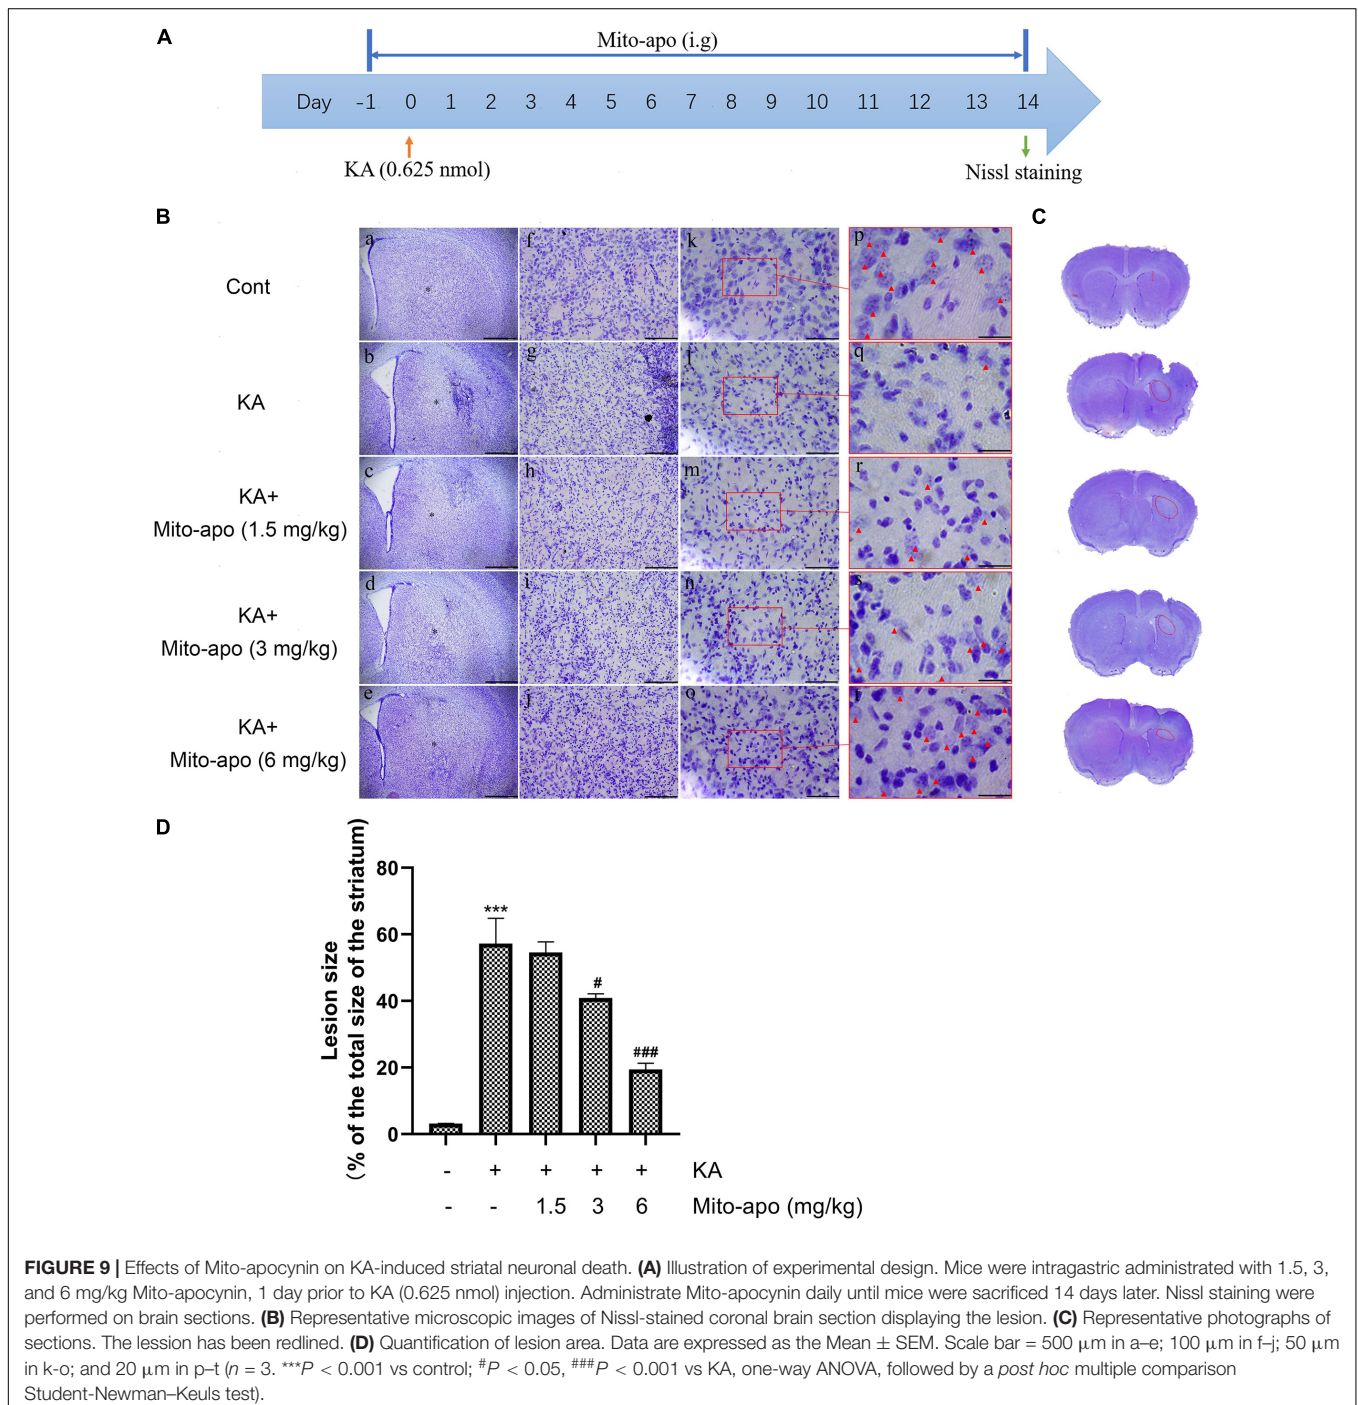 A
Mito-apo (i.g)
Day -1 0 1 2 3 4 5 6 7 8 9 10 11 12 13 14
KA (0.625 nmol)
Nissl staining
B
C
Cont
a f k p
KA
b g l q
KA+
Mito-apo (1.5 mg/kg)
c h m r
KA+
Mito-apo (3 mg/kg)
d i n s
KA+
Mito-apo (6 mg/kg)
e j o
D
Lesion size
(% of the total size of the striatum)
80
60
40
20
0
***
#
###
- + + + + KA
- - 1.5 3 6 Mito-apo (mg/kg)
FIGURE 9 | Effects of Mito-apocynin on KA-induced striatal neuronal death. (A) Illustration of experimental design. Mice were intragastric administrated with 1.5, 3,
and 6 mg/kg Mito-apocynin, 1 day prior to KA (0.625 nmol) injection. Administrate Mito-apocynin daily until mice were sacrificed 14 days later. Nissl staining were
performed on brain sections. (B) Representative microscopic images of Nissl-stained coronal brain section displaying the lesion. (C) Representative photographs of
sections. The lession has been redlined. (D) Quantification of lesion area. Data are expressed as the Mean ± SEM. Scale bar = 500 μm in a–e; 100 μm in f–j; 50 μm
in k-o; and 20 μm in p–t (n = 3. ***P < 0.001 vs control; #P < 0.05, ###P < 0.001 vs KA, one-way ANOVA, followed by a post hoc multiple comparison
Student-Newman–Keuls test).